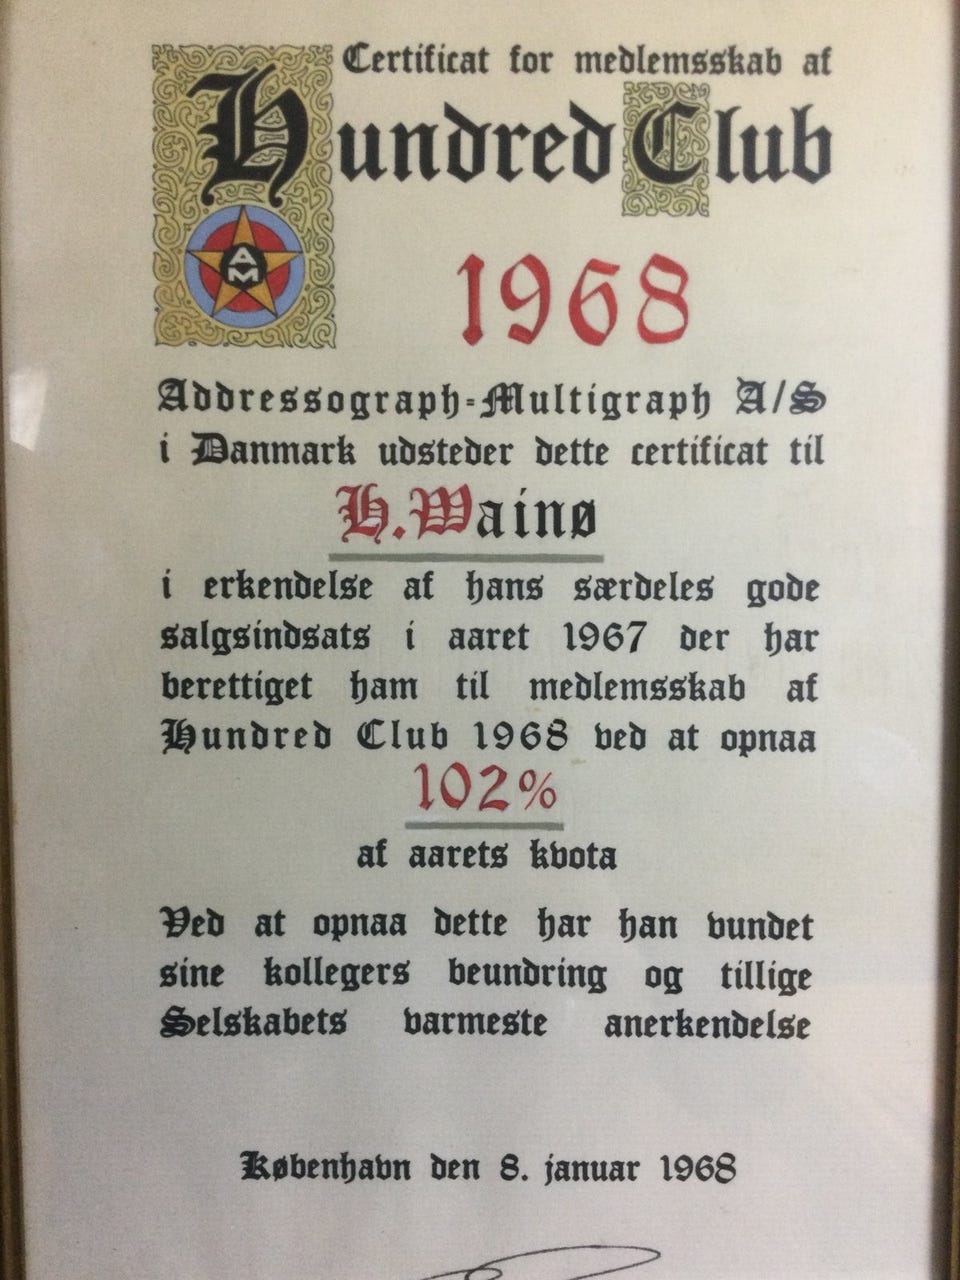 Certificat for medlemsskab af
Hundred Club
AM
1968
Addressograph-Multigraph A/S
i Danmark udsteder dette certificat til
H. Wainø
i erkendelse af hans særdeles gode
salgsindsats i aaret 1967 der har
berettiget ham til medlemsskab af
Hundred Club 1968 ved at opnaa
102%
af aarets kvota
Ved at opnaa dette har han vundet
sine kollegers beundring og tillige
Selskabets varmeste anerkendelse
København den 8. januar 1968